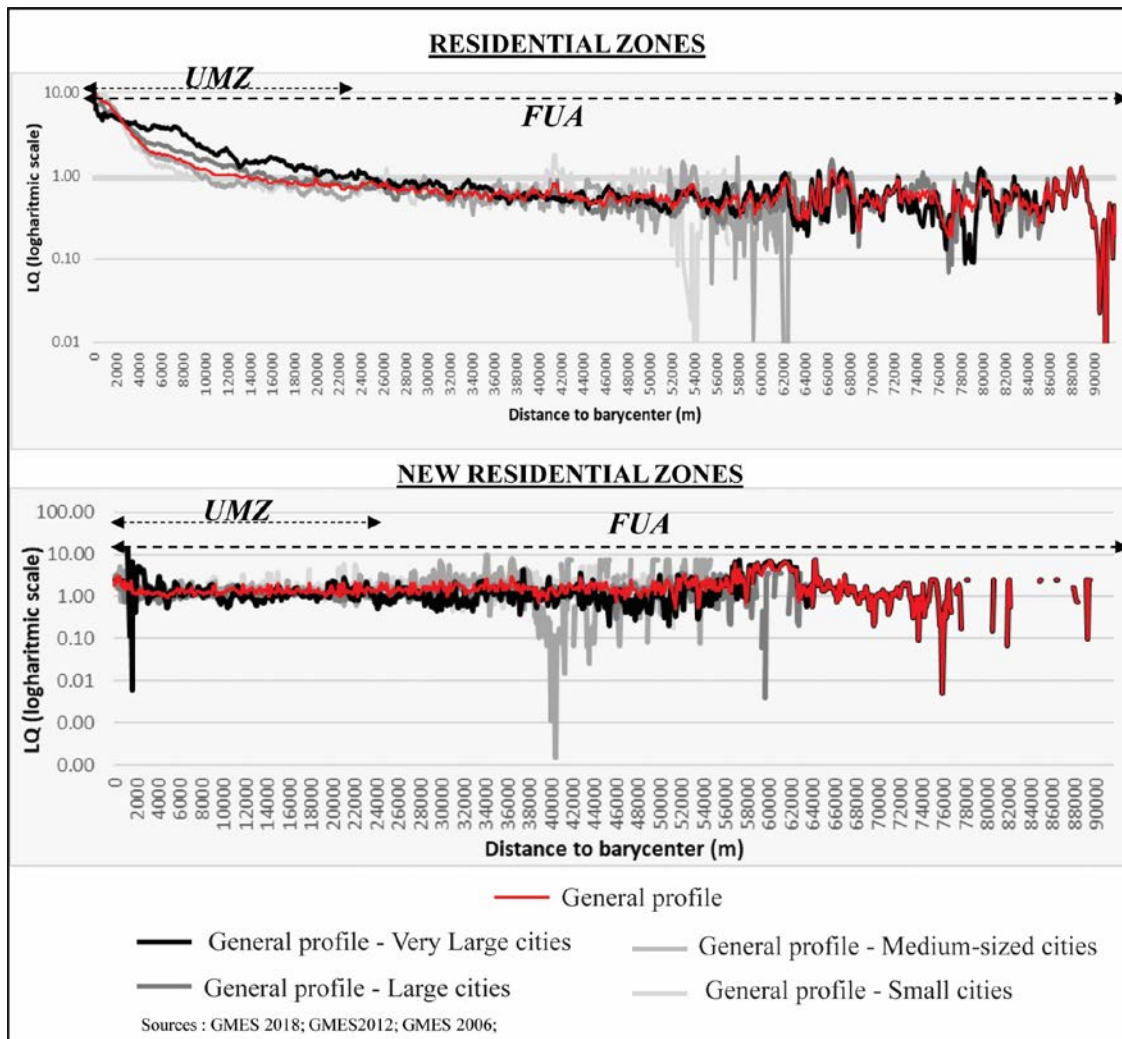 RESIDENTIAL ZONES
UMZ
FUA
LQ (logharitmic scale)
10.00
1.00
0.10
0.01
0 2000 4000 6000 8000 10000 12000 14000 16000 18000 20000 22000 24000 26000 28000 30000 32000 34000 36000 38000 40000 42000 44000 46000 48000 50000 52000 54000 56000 58000 60000 62000 64000 66000 68000 70000 72000 74000 76000 78000 80000 82000 84000 86000 88000 90000
Distance to barycenter (m)
NEW RESIDENTIAL ZONES
UMZ
FUA
LQ (logharitmic scale)
100.00
10.00
1.00
0.10
0.01
0.00
0.00
0 2000 4000 6000 8000 10000 12000 14000 16000 18000 20000 22000 24000 26000 28000 30000 32000 34000 36000 38000 40000 42000 44000 46000 48000 50000 52000 54000 56000 58000 60000 62000 64000 66000 68000 70000 72000 74000 76000 78000 80000 82000 84000 86000 88000 90000
Distance to barycenter (m)
General profile
General profile - Very Large cities
General profile - Medium-sized cities
General profile - Large cities
General profile - Small cities
Sources : GMES 2018; GMES2012; GMES 2006;